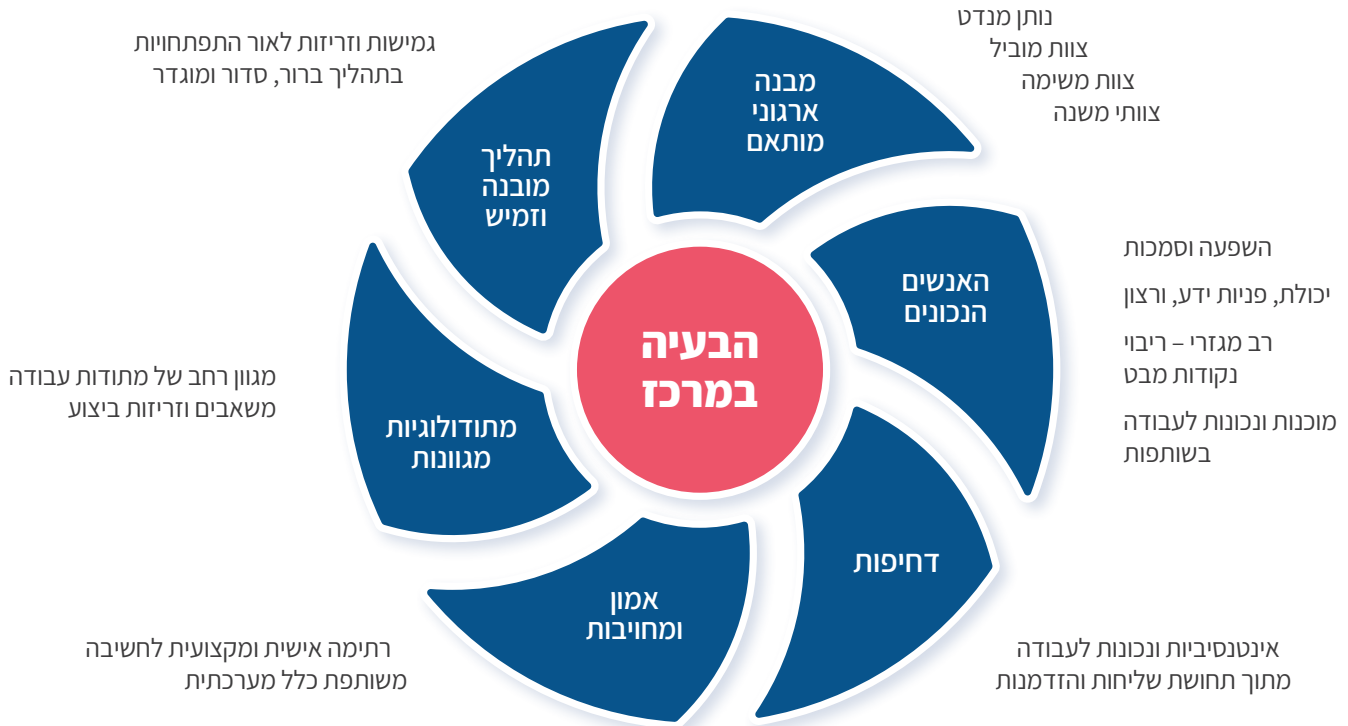 נותן מנדט
צוות מוביל
צוות משימה
צוותי משנה
מבנה
ארגוני
מותאם
השפעה וסמכות
יכולת, פניות ידע, ורצון
רב מגזרי – ריבוי
נקודות מבט
מוכנות ונכונות לעבודה
בשותפות
האנשים
הנכונים
דחיפות
אינטנסיביות ונכונות לעבודה
מתוך תחושת שליחות והזדמנות
אמון
ומחויבות
רתימה אישית ומקצועית לחשיבה
משותפת כלל מערכתית
מתודולוגיות
מגוונות
מגוון רחב של מתודות עבודה
משאבים וזריזות ביצוע
תהליך
מובנה
וזמיש
גמישות וזריזות לאור התפתחויות
בתהליך ברור, סדור ומוגדר
הבעיה
במרכז